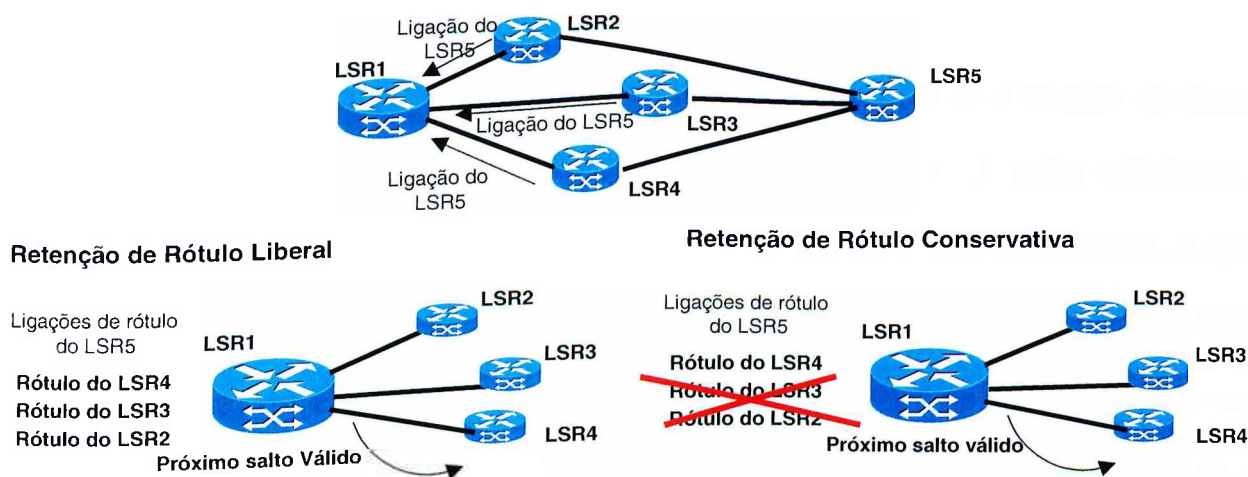 Ligação do
LSR5
LSR2
LSR1
LSR5
Ligação do LSR5
LSR3
Ligação do
LSR5
LSR4
Retenção de Rótulo Liberal
Ligações de rótulo
do LSR5
Rótulo do LSR4
Rótulo do LSR3
Rótulo do LSR2
LSR1
LSR2
LSR3
LSR4
Próximo salto Válido
Retenção de Rótulo Conservativa
Ligações de rótulo
do LSR5
Rótulo do LSR4
Rótulo do LSR3
Rótulo do LSR2
LSR1
LSR2
LSR3
LSR4
Próximo salto válido